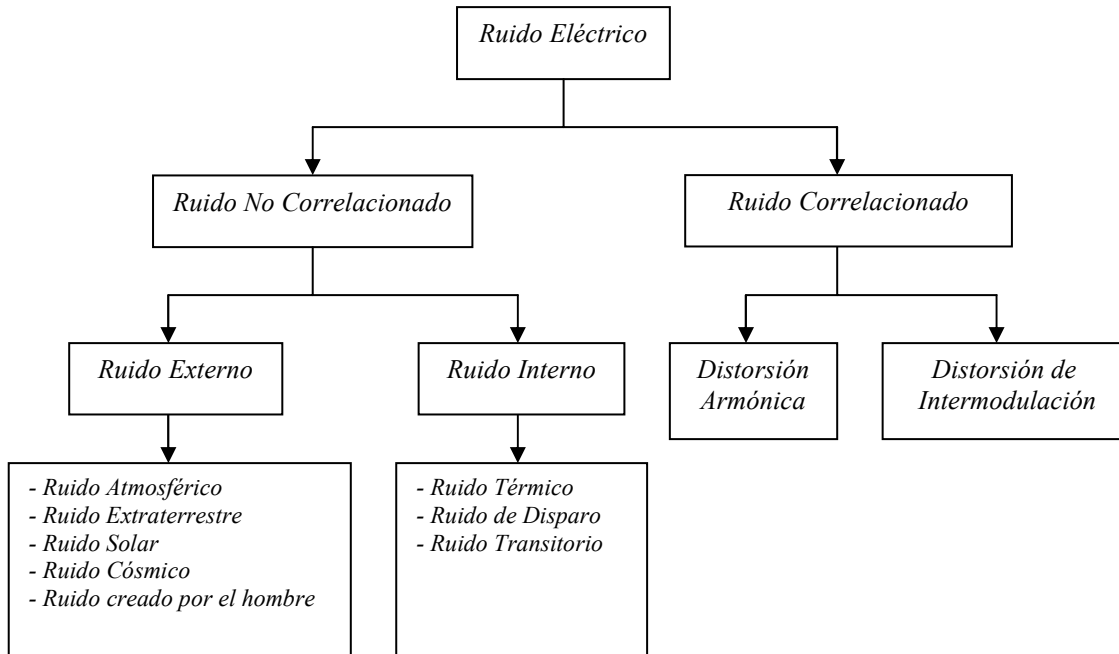 Ruido Eléctrico
Ruido No Correlacionado
Ruido Correlacionado
Ruido Externo
Ruido Interno
Distorsión
Armónica
Distorsión de
Intermodulación
- Ruido Atmosférico
- Ruido Extraterrestre
- Ruido Solar
- Ruido Cósmico
- Ruido creado por el hombre
- Ruido Térmico
- Ruido de Disparo
- Ruido Transitorio